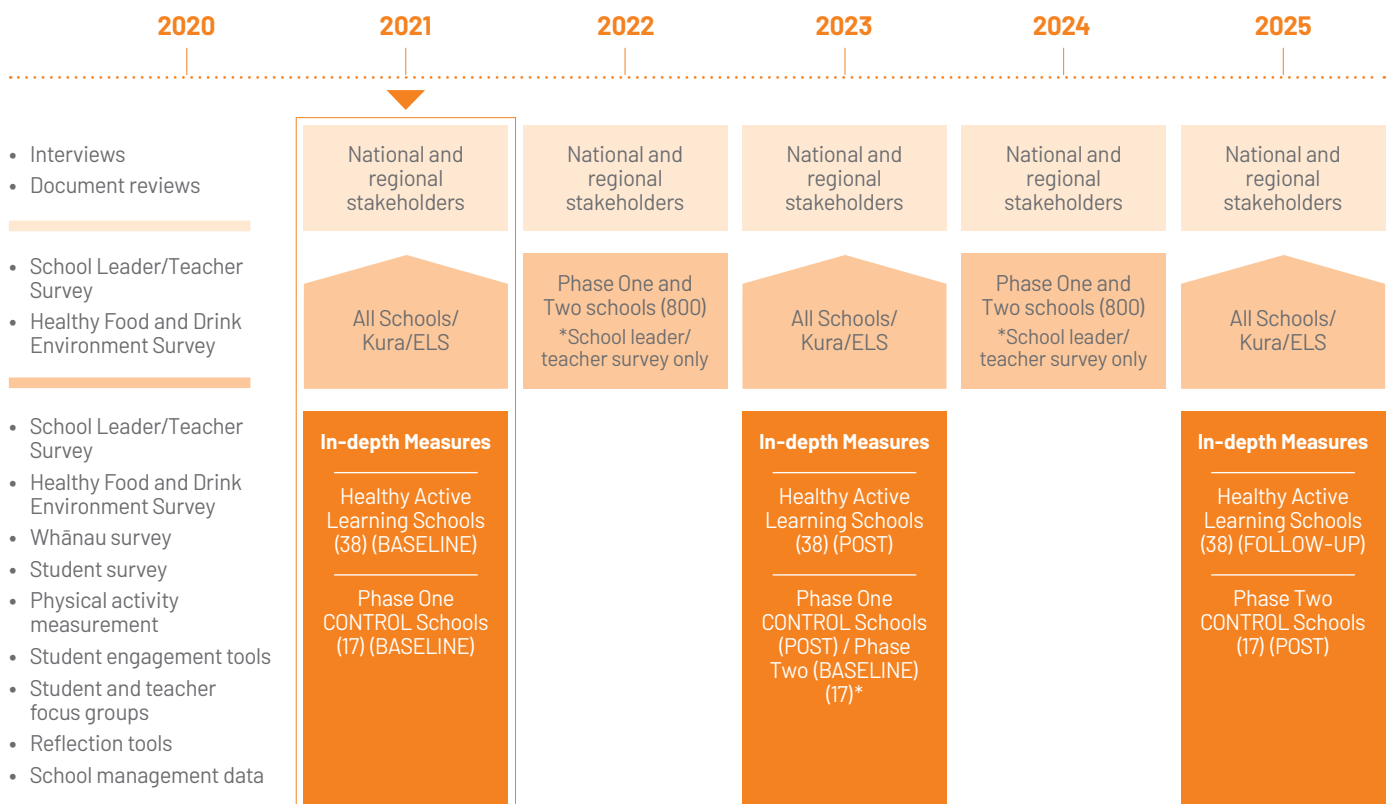 2020
2021
2022
2023
2024
2025
• Interviews
• Document reviews
National and
regional
stakeholders
National and
regional
stakeholders
National and
regional
stakeholders
National and
regional
stakeholders
National and
regional
stakeholders
• School Leader/Teacher
Survey
• Healthy Food and Drink
Environment Survey
All Schools/
Kura/ELS
Phase One and
Two schools (800)
*School leader/
teacher survey only
All Schools/
Kura/ELS
Phase One and
Two schools (800)
*School leader/
teacher survey only
All Schools/
Kura/ELS
• School Leader/Teacher
Survey
• Healthy Food and Drink
Environment Survey
• Whānau survey
• Student survey
• Physical activity
measurement
• Student engagement tools
• Student and teacher
focus groups
• Reflection tools
• School management data
In-depth Measures
Healthy Active
Learning Schools
(38) (BASELINE)
Phase One
CONTROL Schools
(17) (BASELINE)
In-depth Measures
Healthy Active
Learning Schools
(38) (POST)
Phase One
CONTROL Schools
(POST) / Phase
Two (BASELINE)
(17)*
In-depth Measures
Healthy Active
Learning Schools
(38) (FOLLOW-UP)
Phase Two
CONTROL Schools
(17) (POST)